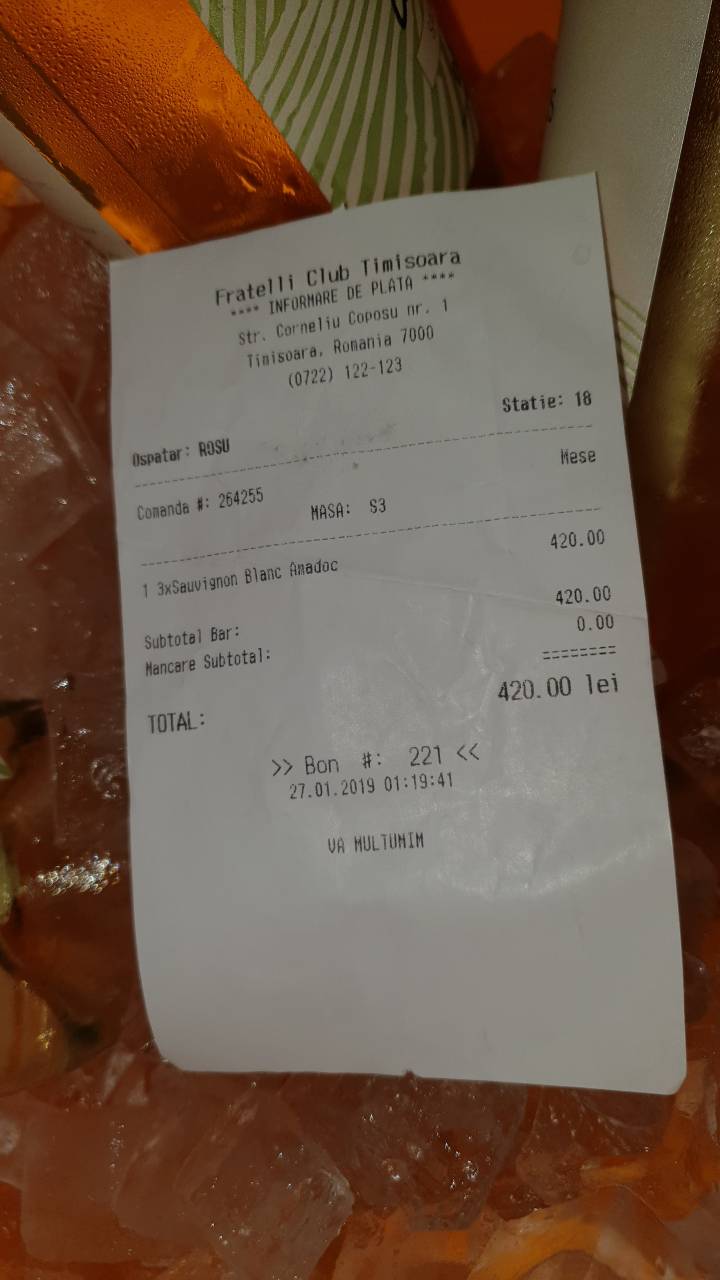 Fratelli Club Timisoara
**** INFORMARE DE PLATA ****
Str. Corneliu Coposu nr. 1
Timisoara, Romania 7000
(0722) 122-123
Statie: 18
Ospatar: ROSU
Mese
Comanda #: 264255
MASA: S3
1 3xSauvignon Blanc Amadoc 420.00
Subtotal Bar: 420.00
Mancare Subtotal: 0.00
========
TOTAL: 420.00 lei
>> Bon #: 221 <<
27.01.2019 01:19:41
VA MULTUMIM